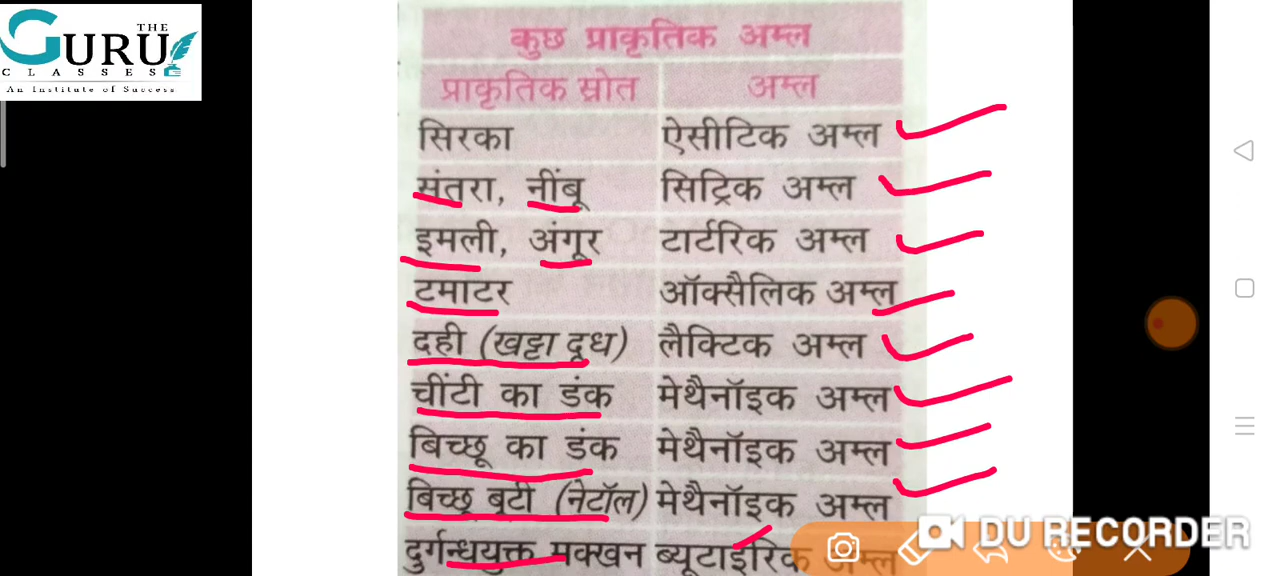 THE
GURU
CLASSES
An Institute of Success
कुछ प्राकृतिक अम्ल
प्राकृतिक स्रोत अम्ल
सिरका ऐसीटिक अम्ल
संतरा, नींबू सिट्रिक अम्ल
इमली, अंगूर टार्टरिक अम्ल
टमाटर ऑक्सैलिक अम्ल
दही (खट्टा दूध) लैक्टिक अम्ल
चींटी का डंक मेथैनॉइक अम्ल
बिच्छू का डंक मेथैनॉइक अम्ल
बिच्छू बूटी (नेटॉल) मेथैनॉइक अम्ल
दुर्गन्धयुक्त मक्खन ब्यूटाइरिक अम्ल
DU RECORDER